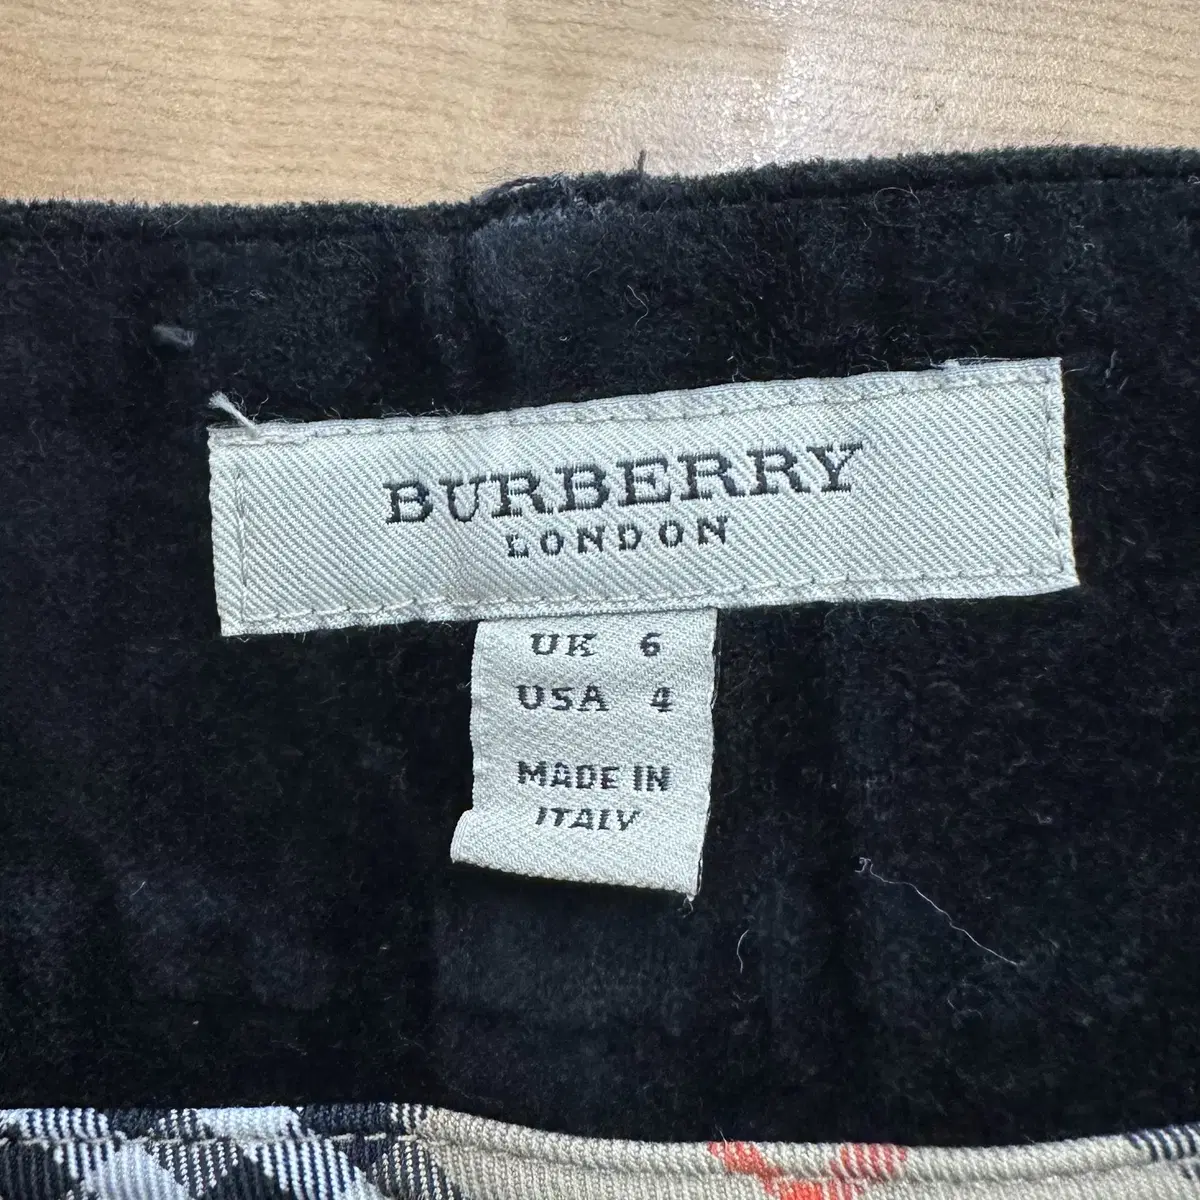 BURBERRY
LONDON
UK 6
USA 4
MADE IN
ITALY